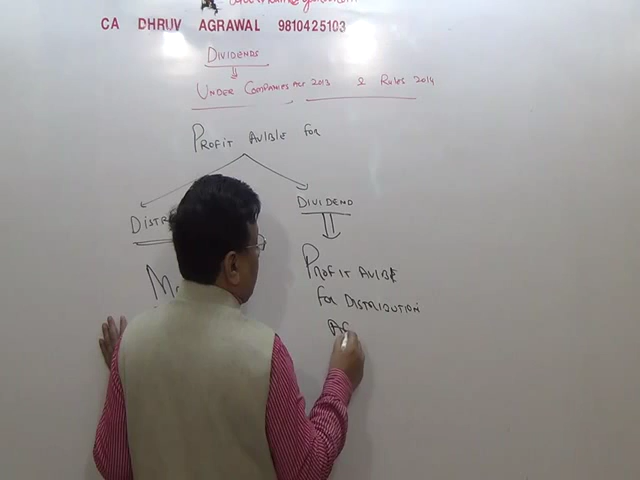 CA DHRUV AGRAWAL 9810425103
DIVIDENDS
UNDER COMPANIES ACT 2013 & RULES 2014
PROFIT AVLBLE FOR
DIVIDEND
PROFIT AVLBLE
FOR DISTRIBUTION